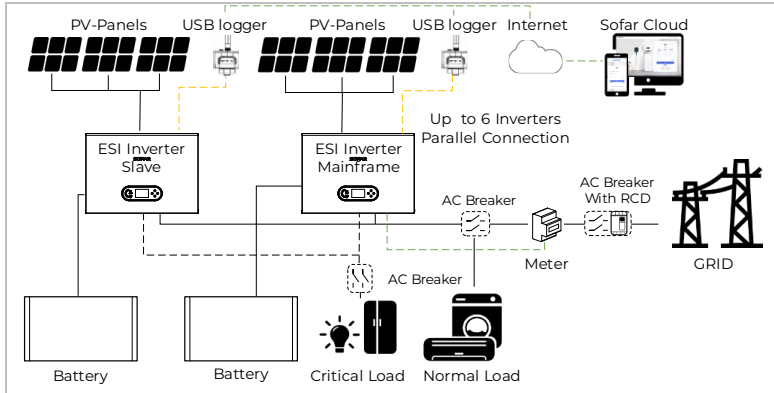 PV-Panels
USB logger
PV-Panels
USB logger
Internet
Sofar Cloud
Up to 6 Inverters
Parallel Connection
ESI Inverter
Slave
ESI Inverter
Mainframe
AC Breaker
AC Breaker
With RCD
Meter
GRID
AC Breaker
Battery
Battery
Critical Load
Normal Load